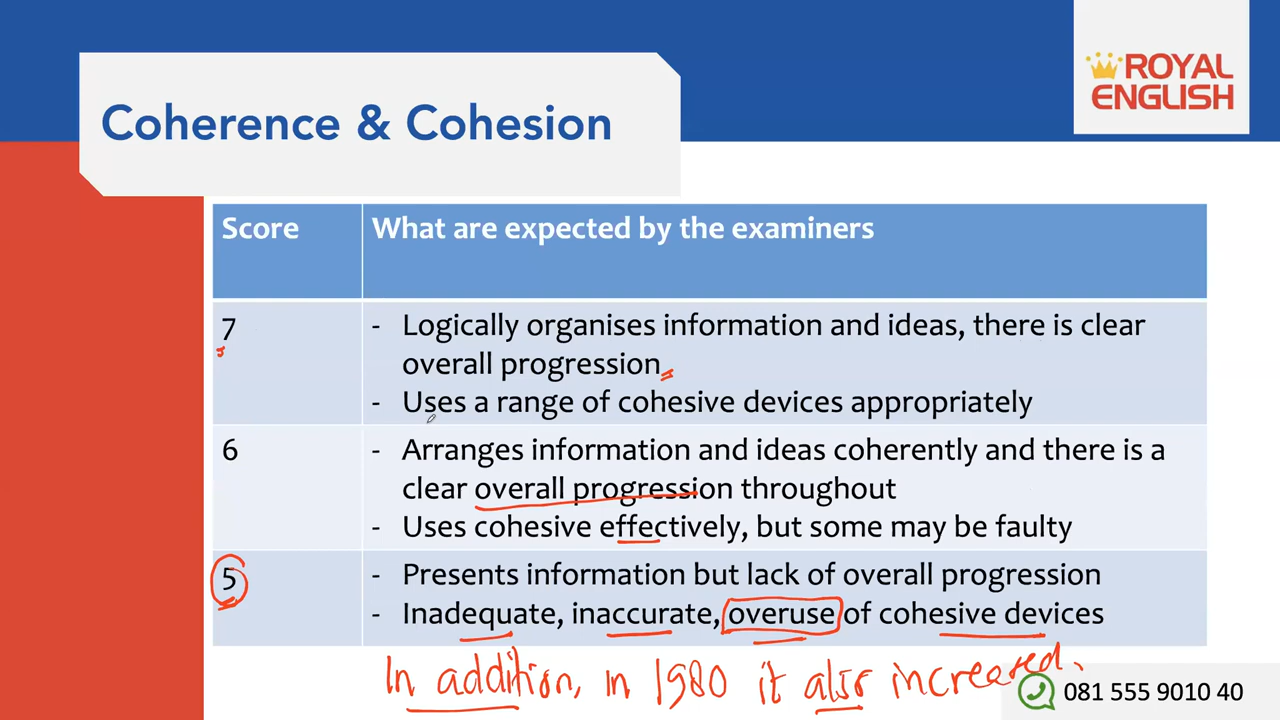 ROYAL
ENGLISH
Coherence & Cohesion
Score What are expected by the examiners
7 - Logically organises information and ideas, there is clear
overall progression
- Uses a range of cohesive devices appropriately
6 - Arranges information and ideas coherently and there is a
clear overall progression throughout
- Uses cohesive effectively, but some may be faulty
5 - Presents information but lack of overall progression
- Inadequate, inaccurate, overuse of cohesive devices
In addition, in 1980 it also increased.
081 555 9010 40